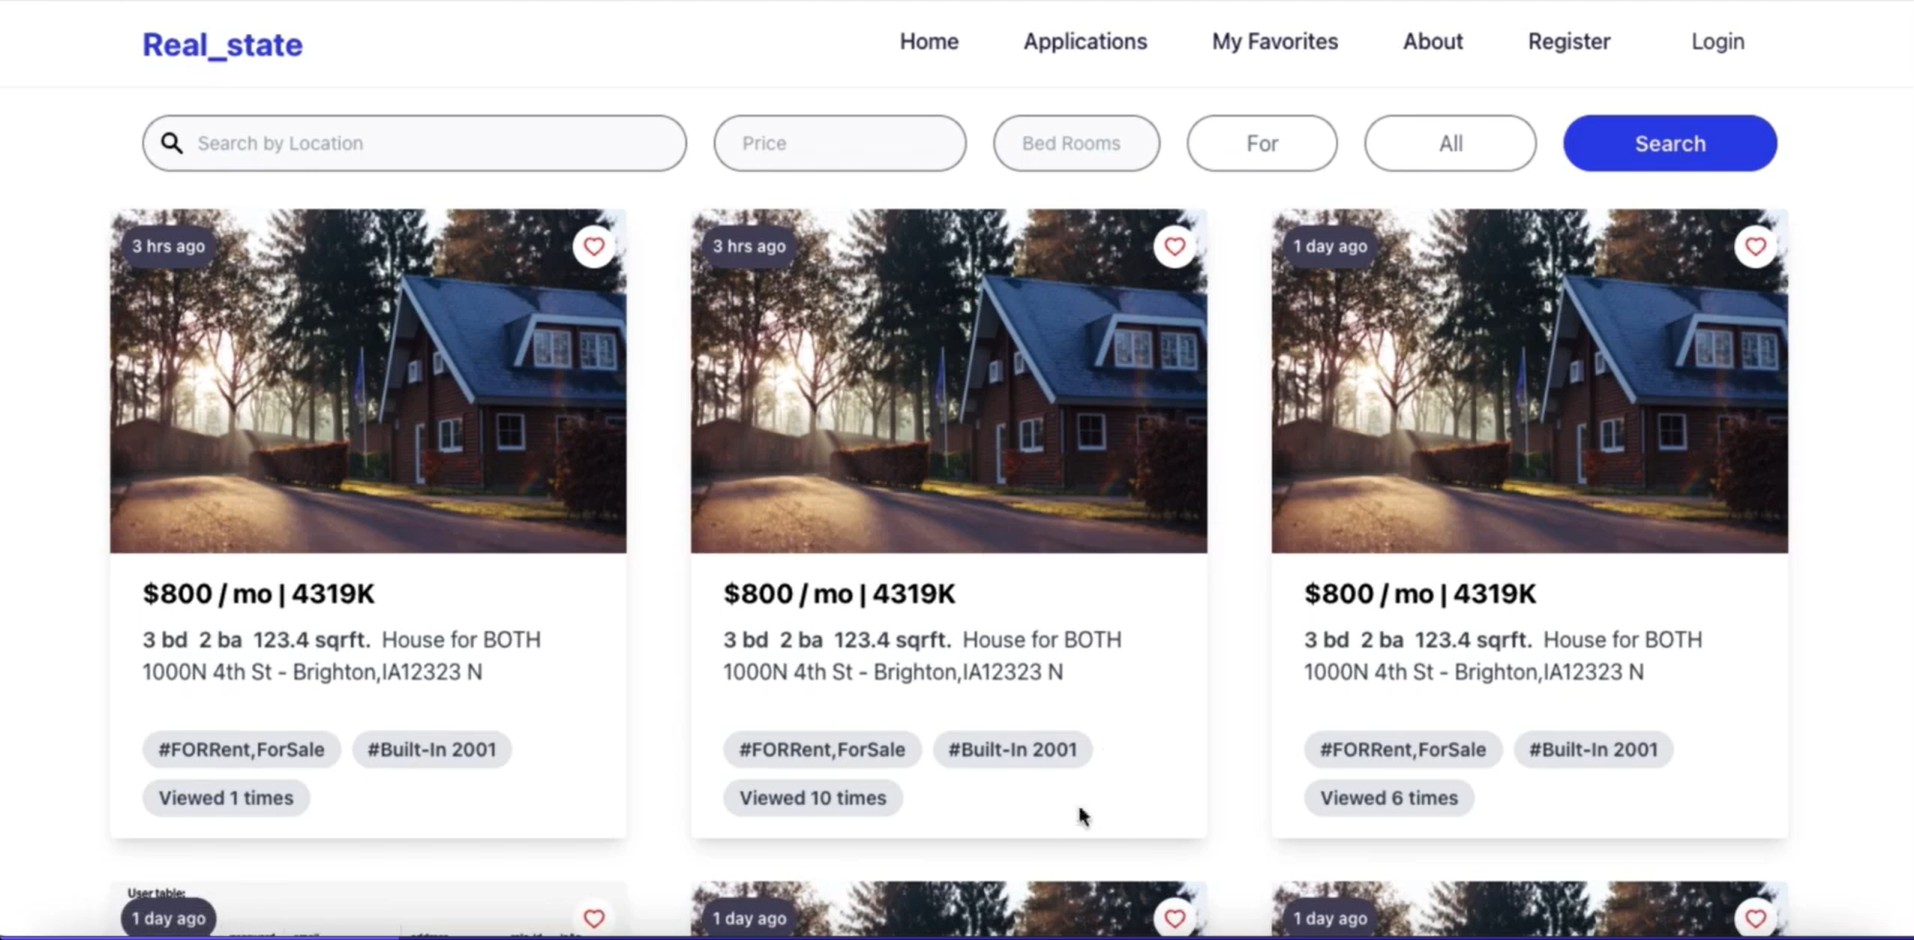 Real_state
Home Applications My Favorites About Register Login
Search by Location Price Bed Rooms For All Search
3 hrs ago 3 hrs ago 1 day ago
$800 / mo | 4319K
3 bd 2 ba 123.4 sqrft. House for BOTH
1000N 4th St - Brighton,IA12323 N
#FORRent,ForSale #Built-In 2001
Viewed 1 times
$800 / mo | 4319K
3 bd 2 ba 123.4 sqrft. House for BOTH
1000N 4th St - Brighton,IA12323 N
#FORRent,ForSale #Built-In 2001
Viewed 10 times
$800 / mo | 4319K
3 bd 2 ba 123.4 sqrft. House for BOTH
1000N 4th St - Brighton,IA12323 N
#FORRent,ForSale #Built-In 2001
Viewed 6 times
User table:
1 day ago 1 day ago 1 day ago